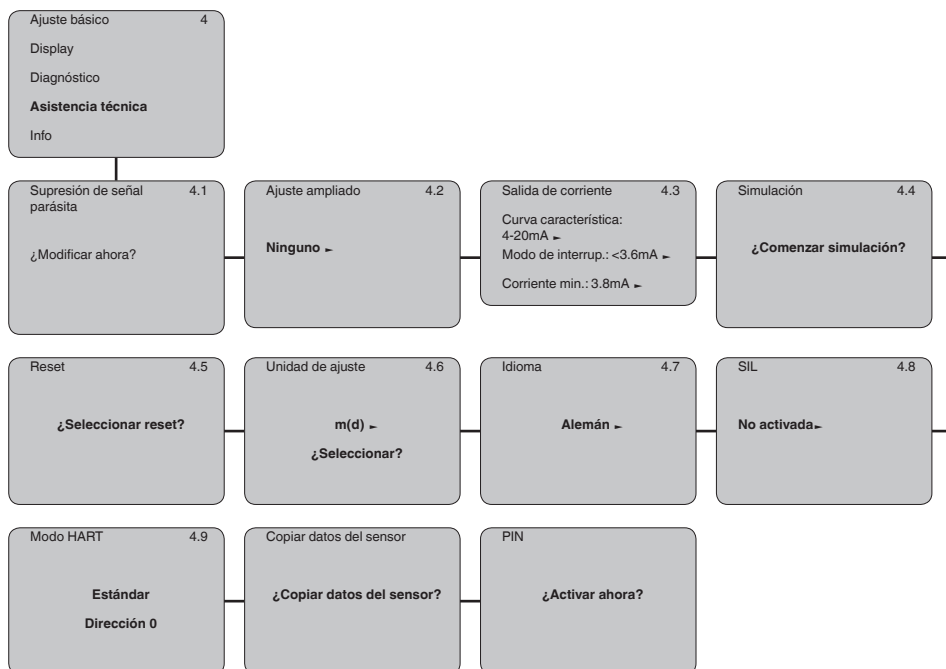 Ajuste básico 4
Display
Diagnóstico
Asistencia técnica
Info
Supresión de señal 4.1
parásita
¿Modificar ahora?
Ajuste ampliado 4.2
Ninguno ►
Salida de corriente 4.3
Curva característica:
4-20mA ►
Modo de interrup.: <3.6mA ►
Corriente min.: 3.8mA ►
Simulación 4.4
¿Comenzar simulación?
Reset 4.5
¿Seleccionar reset?
Unidad de ajuste 4.6
m(d) ►
¿Seleccionar?
Idioma 4.7
Alemán ►
SIL 4.8
No activada►
Modo HART 4.9
Estándar
Dirección 0
Copiar datos del sensor
¿Copiar datos del sensor?
PIN
¿Activar ahora?